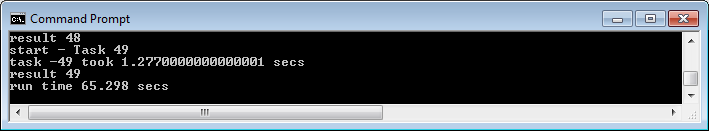 Command Prompt
result 48
start - Task 49
task -49 took 1.2770000000000001 secs
result 49
run time 65.298 secs